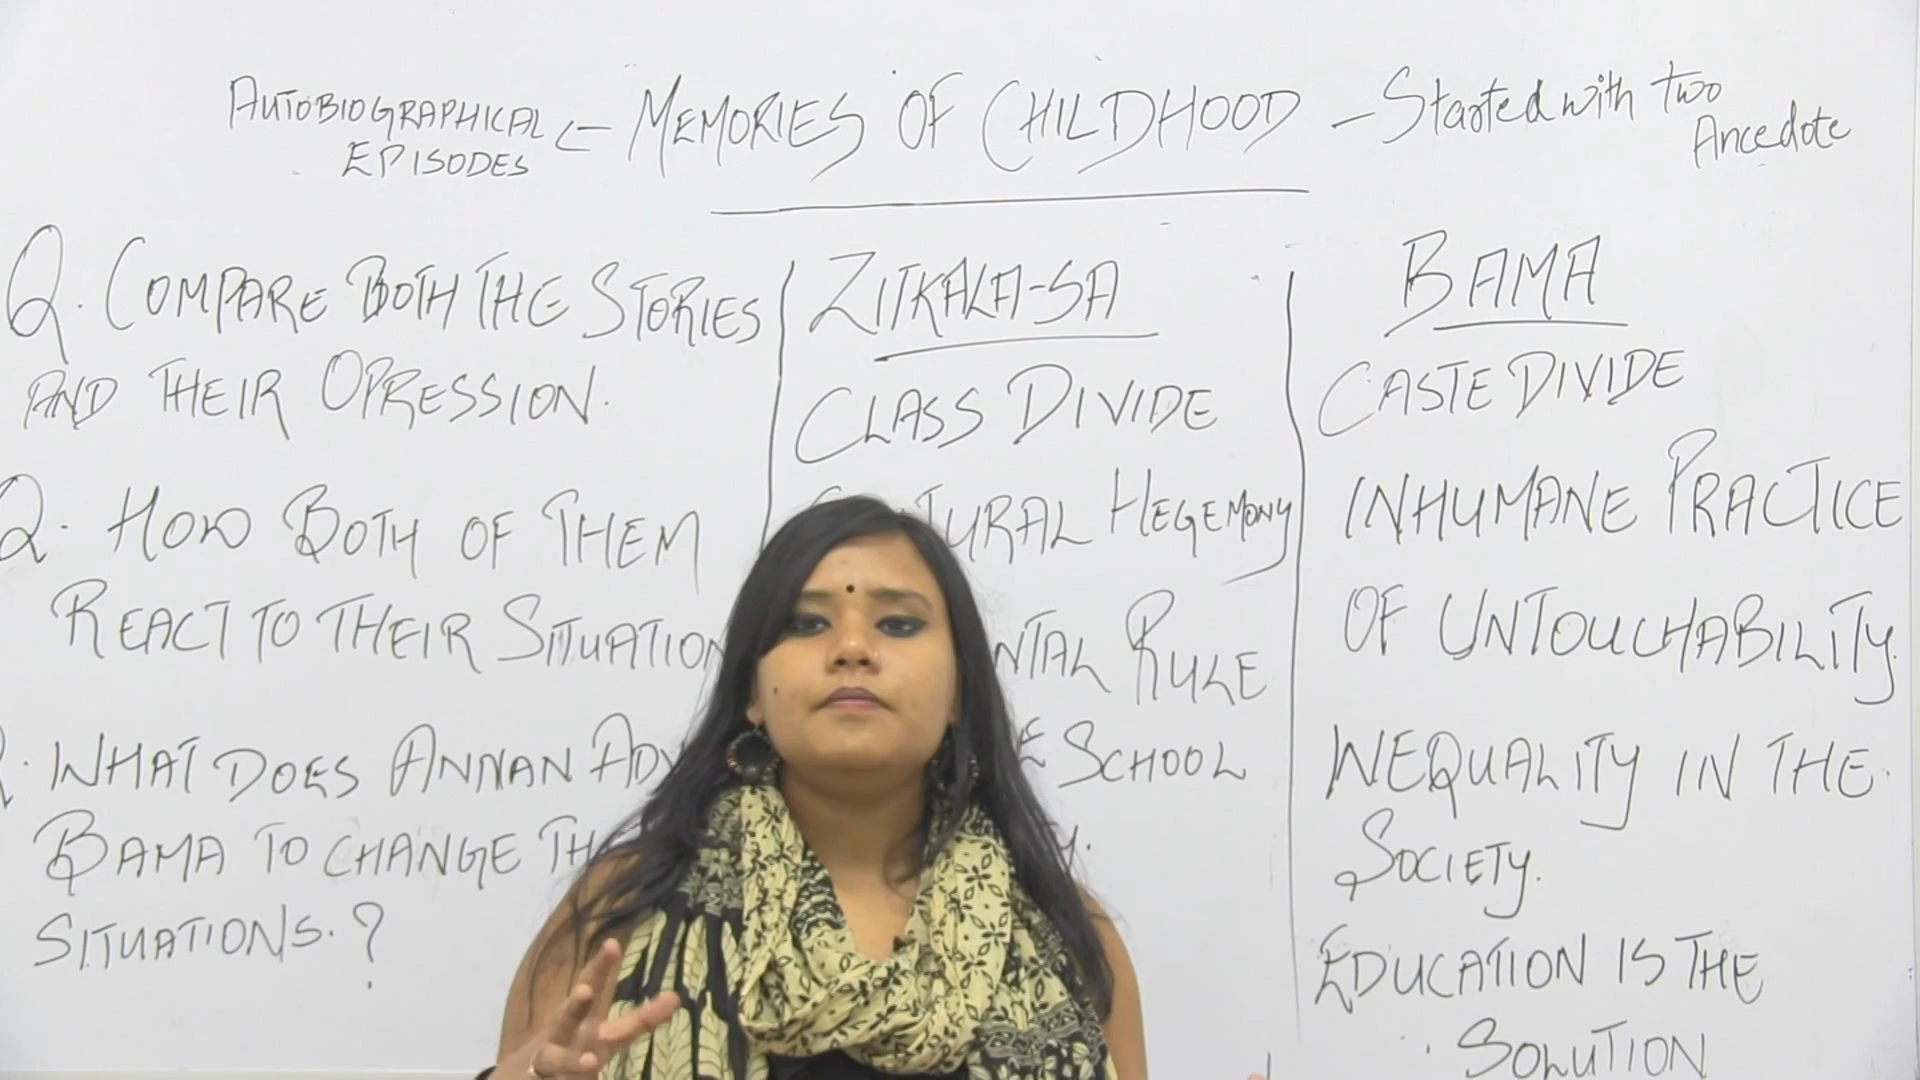 AUTOBIOGRAPHICAL EPISODES <- MEMORIES OF CHILDHOOD - Started with two Ancedote
Q. COMPARE BOTH THE STORIES
AND THEIR OPRESSION.
Q. HOW BOTH OF THEM
REACT TO THEIR SITUATION
WHAT DOES ANNAN
BAMA TO CHANGE
SITUATIONS. ?
ZITKALA-SA
CLASS DIVIDE
HEGEMONY
RULE
SCHOOL
BAMA
CASTE DIVIDE
INHUMANE PRACTICE
OF UNTOUCHABILITY.
INEQUALITY IN THE
SOCIETY.
EDUCATION IS THE
SOLUTION